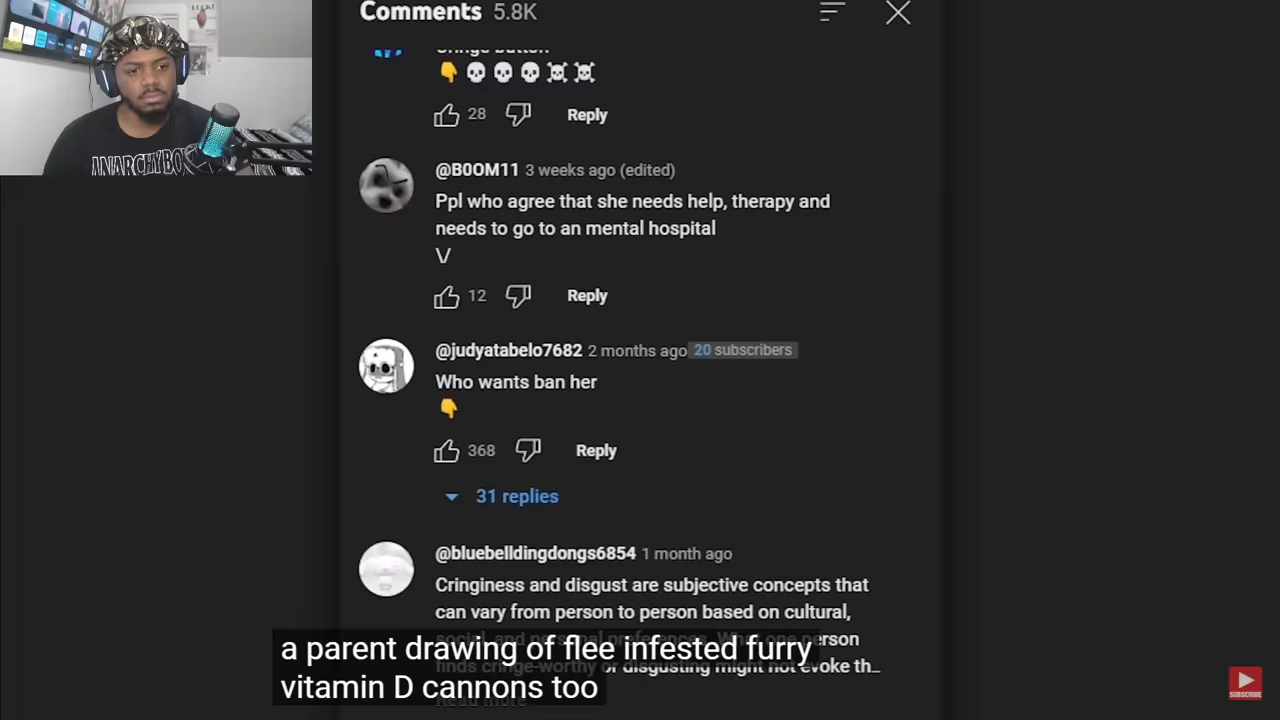 Comments 5.8K
Cringe button
👇💀💀💀☠☠
28 Reply
@B0OM11 3 weeks ago (edited)
Ppl who agree that she needs help, therapy and
needs to go to an mental hospital
\/
12 Reply
@judyatabelo7682 2 months ago 20 subscribers
Who wants ban her
👇
368 Reply
31 replies
@bluebelldingdongs6854 1 month ago
Cringiness and disgust are subjective concepts that
can vary from person to person based on cultural,
social, and personal preferences. What one person
finds cringe-worthy or disgusting might not evoke th...
Read more
a parent drawing of flee infested furry
vitamin D cannons too
ANARCHYBO
SUBSCRIBE